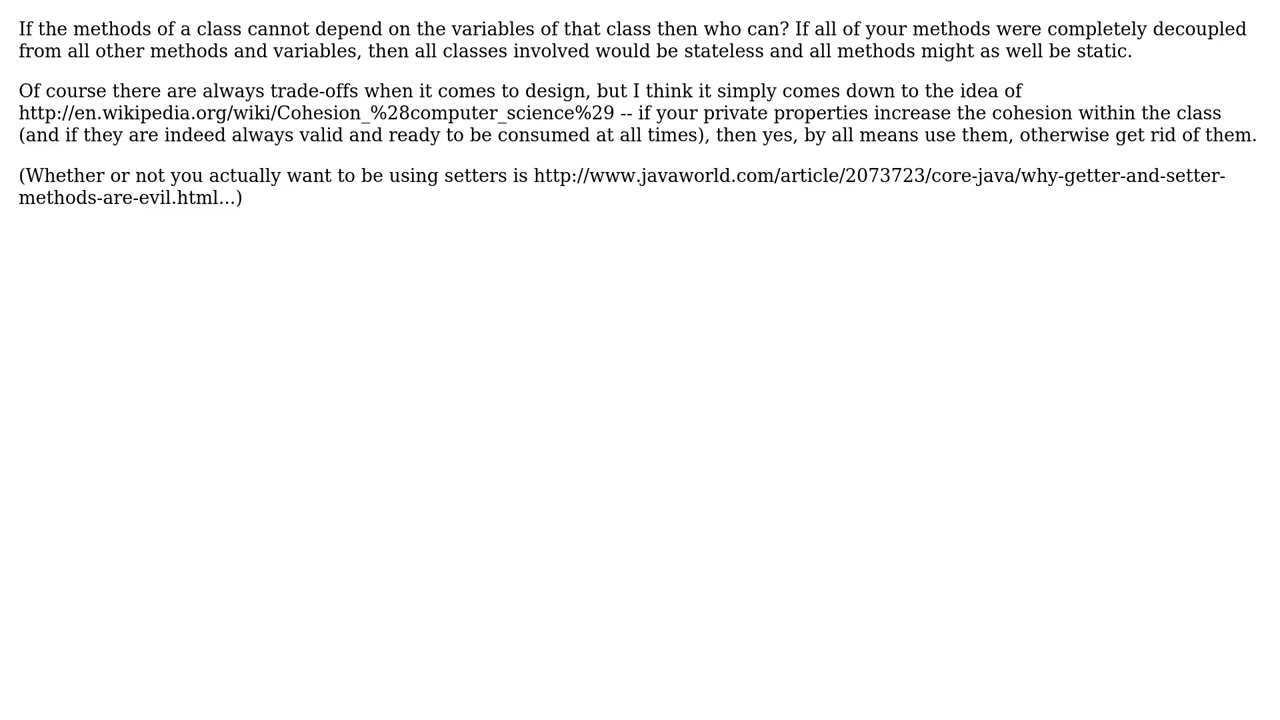 If the methods of a class cannot depend on the variables of that class then who can? If all of your methods were completely decoupled
from all other methods and variables, then all classes involved would be stateless and all methods might as well be static.
Of course there are always trade-offs when it comes to design, but I think it simply comes down to the idea of
http://en.wikipedia.org/wiki/Cohesion_%28computer_science%29 -- if your private properties increase the cohesion within the class
(and if they are indeed always valid and ready to be consumed at all times), then yes, by all means use them, otherwise get rid of them.
(Whether or not you actually want to be using setters is http://www.javaworld.com/article/2073723/core-java/why-getter-and-setter-
methods-are-evil.html...)